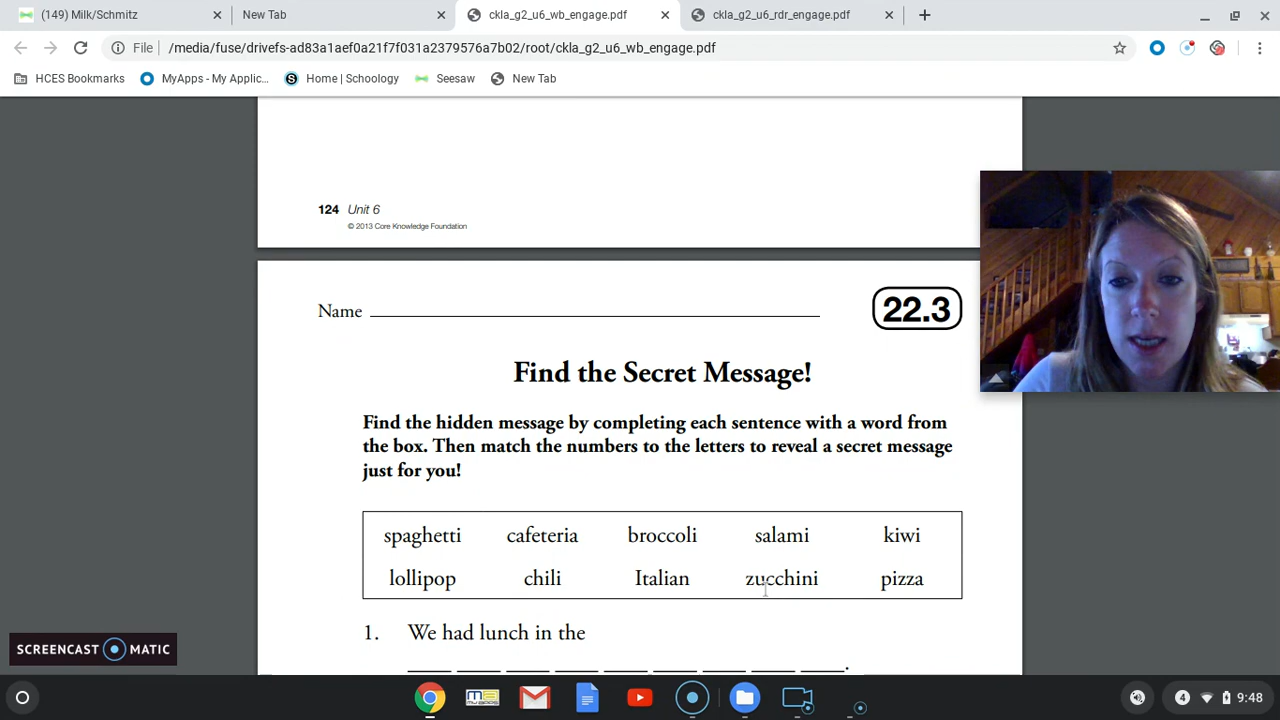 (149) Milk/Schmitz
New Tab
ckla_g2_u6_wb_engage.pdf
ckla_g2_u6_rdr_engage.pdf
File
/media/fuse/drivefs-ad83a1aef0a21f7f031a2379576a7b02/root/ckla_g2_u6_wb_engage.pdf
HCES Bookmarks
MyApps - My Applic...
Home | Schoology
Seesaw
New Tab
124 Unit 6
© 2013 Core Knowledge Foundation
Name
22.3
Find the Secret Message!
Find the hidden message by completing each sentence with a word from
the box. Then match the numbers to the letters to reveal a secret message
just for you!
spaghetti cafeteria broccoli salami kiwi
lollipop chili Italian zucchini pizza
1. We had lunch in the
.
SCREENCAST MATIC
4 9:48